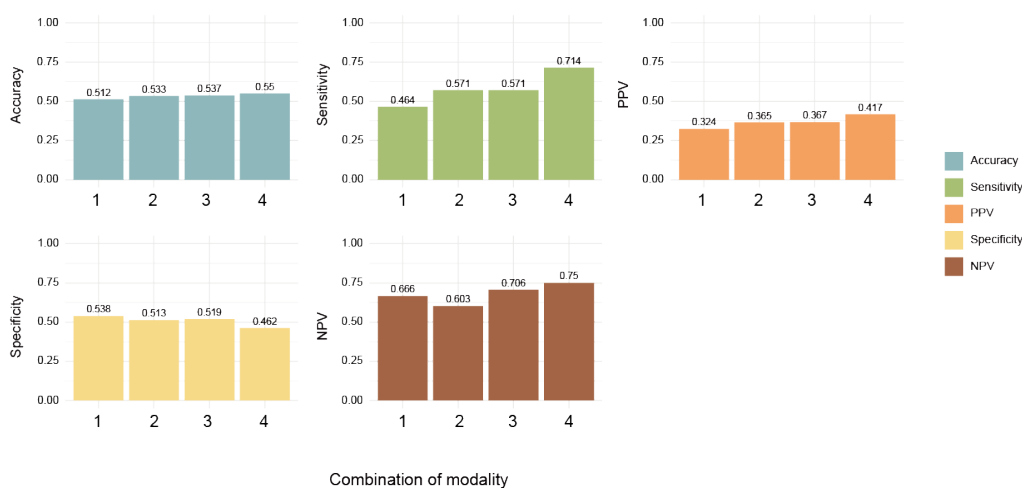 1.00
0.75
0.50
0.25
0.00
Accuracy
0.512
0.533
0.537
0.55
1 2 3 4
1.00
0.75
0.50
0.25
0.00
Sensitivity
0.464
0.571
0.571
0.714
1 2 3 4
1.00
0.75
0.50
0.25
0.00
PPV
0.324
0.365
0.367
0.417
1 2 3 4
Accuracy
Sensitivity
PPV
Specificity
NPV
1.00
0.75
0.50
0.25
0.00
Specificity
0.538
0.513
0.519
0.462
1 2 3 4
1.00
0.75
0.50
0.25
0.00
NPV
0.666
0.603
0.706
0.75
1 2 3 4
Combination of modality